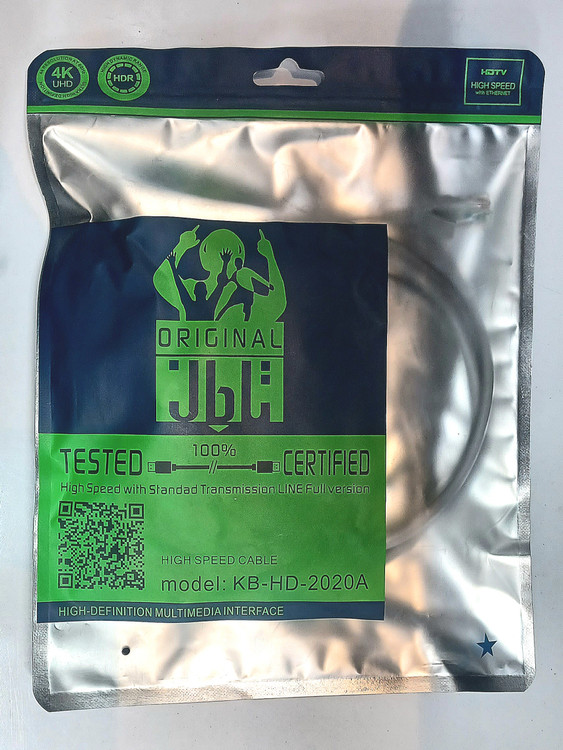 4K
UHD
HDR
HDTV
HIGH SPEED
with ETHERNET
ORIGINAL
100%
TESTED CERTIFIED
High Speed with Standad Transmission LINE Full version
HIGH SPEED CABLE
model: KB-HD-2020A
HIGH-DEFINITION MULTIMEDIA INTERFACE